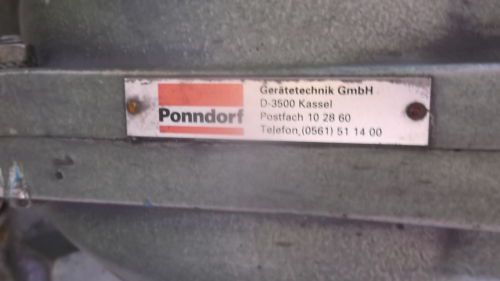 Ponndorf
Gerätetechnik GmbH
D-3500 Kassel
Postfach 10 28 60
Telefon (0561) 51 14 00